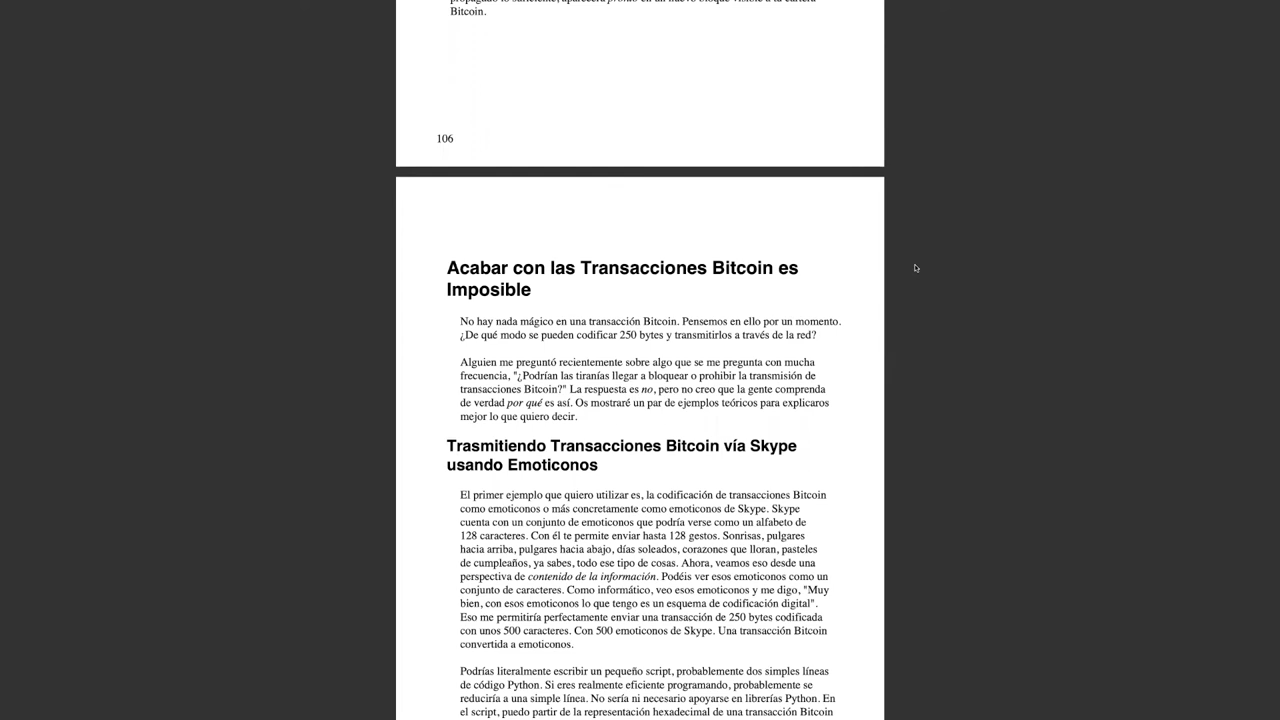 propagado lo suficiente, aparecerá pronto en un nuevo bloque visible a la cartera
Bitcoin.
106
Acabar con las Transacciones Bitcoin es
Imposible
No hay nada mágico en una transacción Bitcoin. Pensemos en ello por un momento.
¿De qué modo se pueden codificar 250 bytes y transmitirlos a través de la red?
Alguien me preguntó recientemente sobre algo que se me pregunta con mucha
frecuencia, "¿Podrían las tiranías llegar a bloquear o prohibir la transmisión de
transacciones Bitcoin?" La respuesta es no, pero no creo que la gente comprenda
de verdad por qué es así. Os mostraré un par de ejemplos teóricos para explicaros
mejor lo que quiero decir.
Trasmitiendo Transacciones Bitcoin vía Skype
usando Emoticonos
El primer ejemplo que quiero utilizar es, la codificación de transacciones Bitcoin
como emoticonos o más concretamente como emoticonos de Skype. Skype
cuenta con un conjunto de emoticonos que podría verse como un alfabeto de
128 caracteres. Con él te permite enviar hasta 128 gestos. Sonrisas, pulgares
hacia arriba, pulgares hacia abajo, días soleados, corazones que lloran, pasteles
de cumpleaños, ya sabes, todo ese tipo de cosas. Ahora, veamos eso desde una
perspectiva de contenido de la información. Podéis ver esos emoticonos como un
conjunto de caracteres. Como informático, veo esos emoticonos y me digo, "Muy
bien, con esos emoticonos lo que tengo es un esquema de codificación digital".
Eso me permitiría perfectamente enviar una transacción de 250 bytes codificada
con unos 500 caracteres. Con 500 emoticonos de Skype. Una transacción Bitcoin
convertida a emoticonos.
Podrías literalmente escribir un pequeño script, probablemente dos simples líneas
de código Python. Si eres realmente eficiente programando, probablemente se
reduciría a una simple línea. No sería ni necesario apoyarse en librerías Python. En
el script, puedo partir de la representación hexadecimal de una transacción Bitcoin